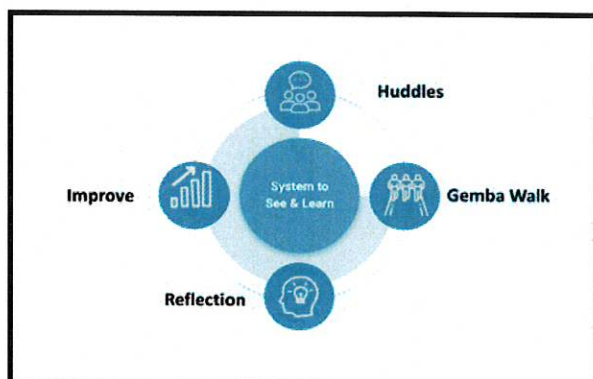 Huddles
System to
See & Learn
Improve
Gemba Walk
Reflection